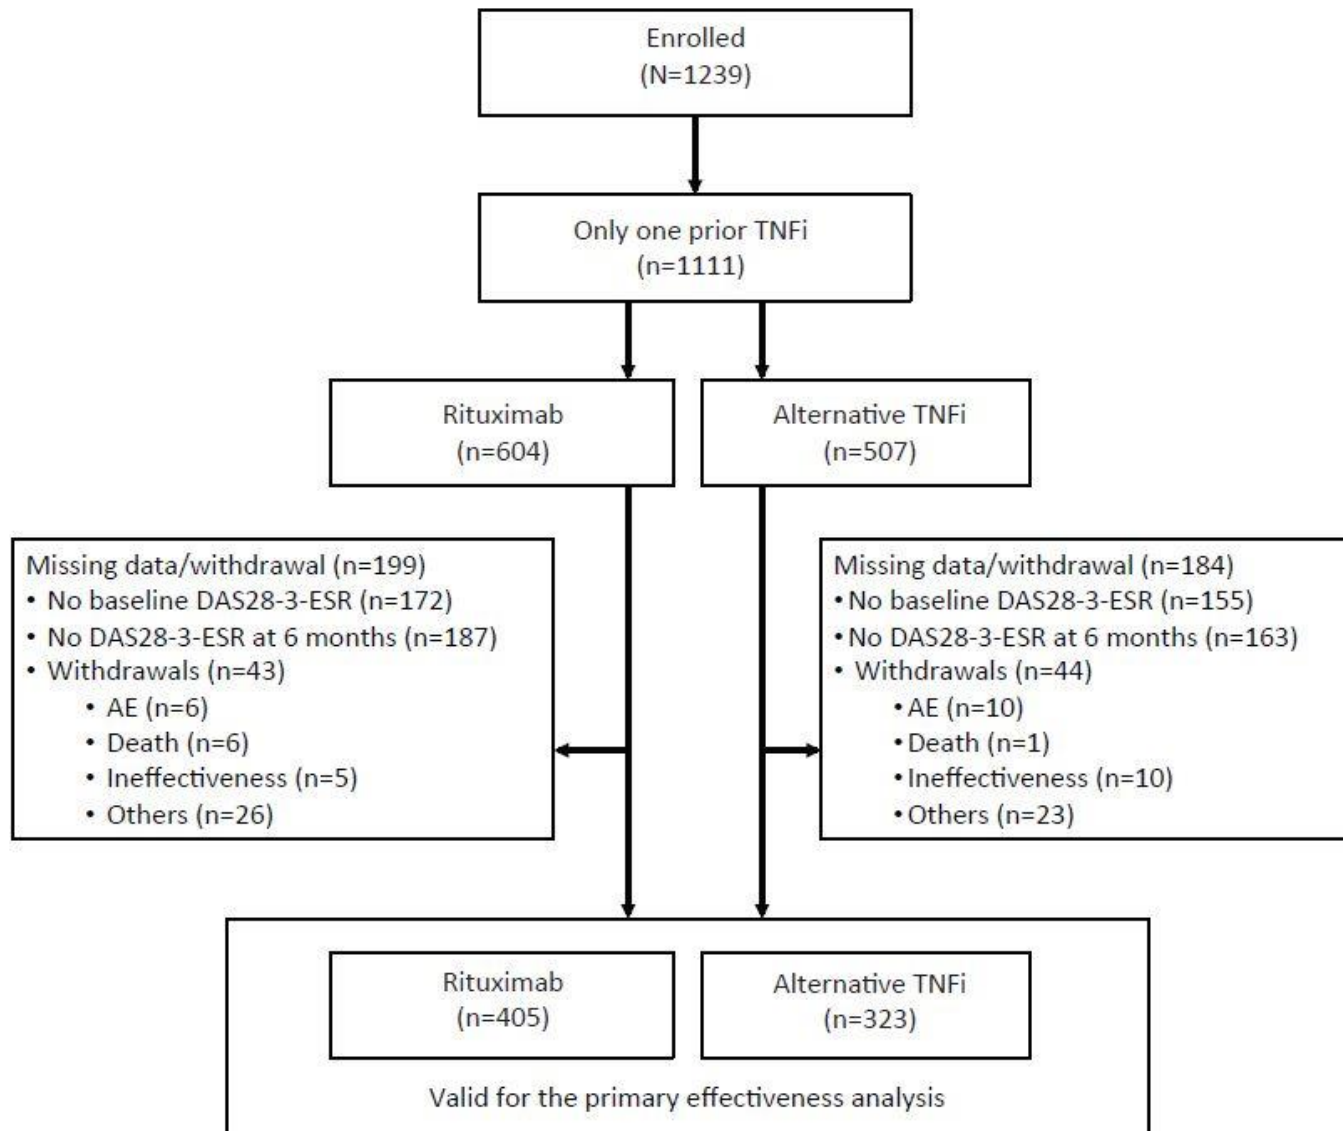 Enrolled
(N=1239)
Only one prior TNFi
(n=1111)
Rituximab
(n=604)
Alternative TNFi
(n=507)
Missing data/withdrawal (n=199)
• No baseline DAS28-3-ESR (n=172)
• No DAS28-3-ESR at 6 months (n=187)
• Withdrawals (n=43)
• AE (n=6)
• Death (n=6)
• Ineffectiveness (n=5)
• Others (n=26)
Missing data/withdrawal (n=184)
• No baseline DAS28-3-ESR (n=155)
• No DAS28-3-ESR at 6 months (n=163)
• Withdrawals (n=44)
• AE (n=10)
• Death (n=1)
• Ineffectiveness (n=10)
• Others (n=23)
Rituximab
(n=405)
Alternative TNFi
(n=323)
Valid for the primary effectiveness analysis